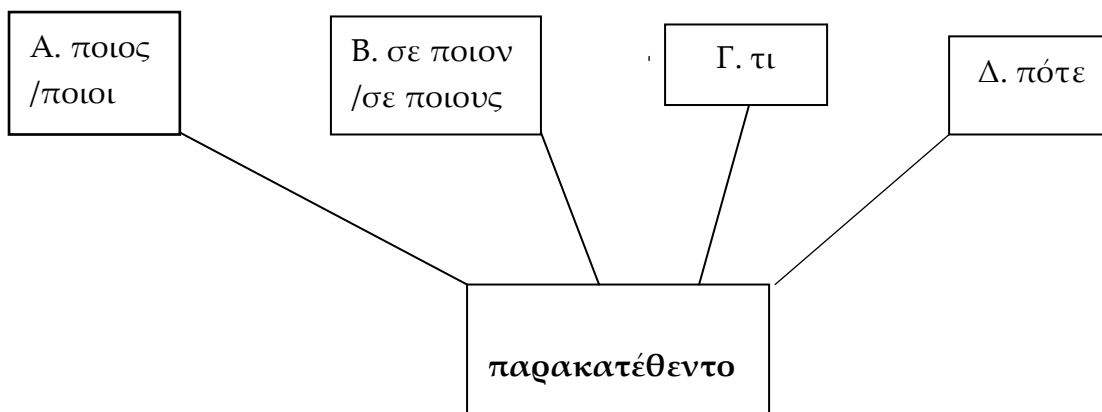 Α. ποιος
/ποιοι
Β. σε ποιον
/σε ποιους
Γ. τι
Δ. πότε
παρακατέθεντο